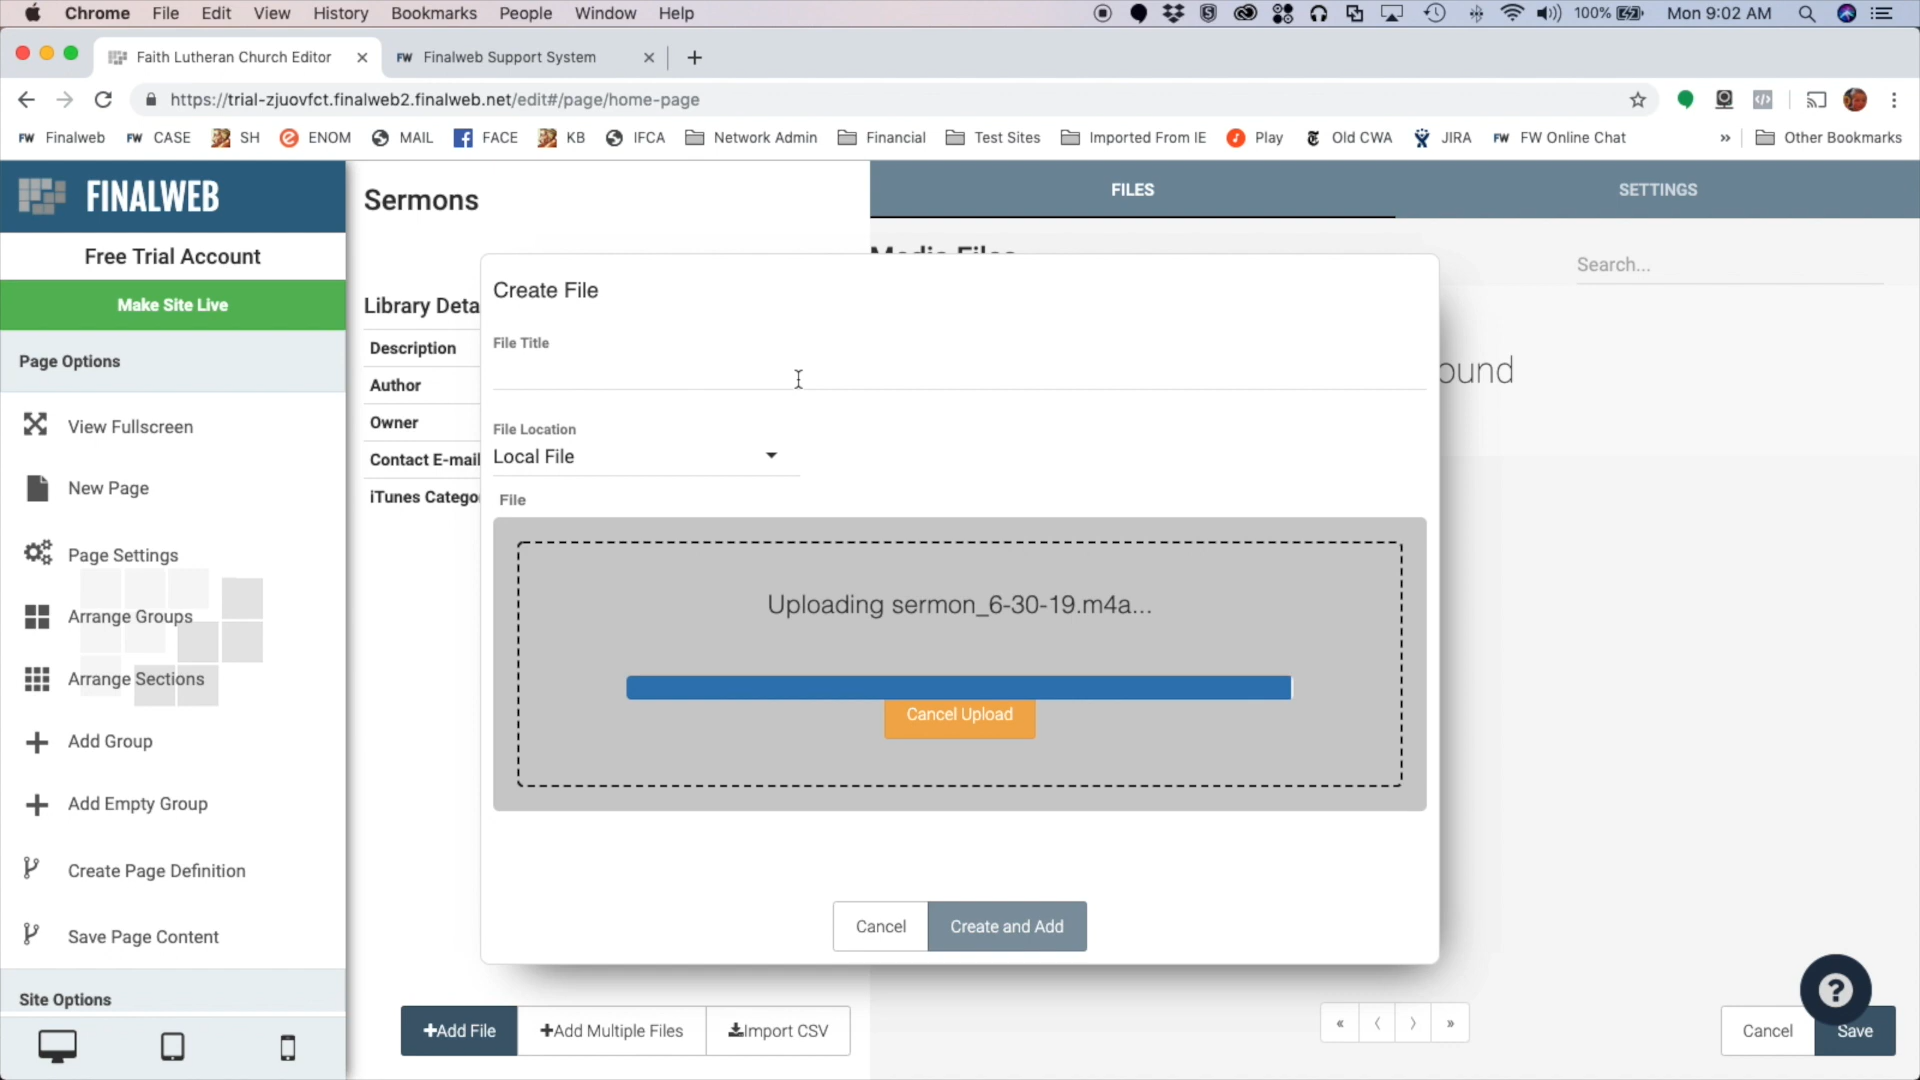 Chrome File Edit View History Bookmarks People Window Help 100% Mon 9:02 AM
Faith Lutheran Church Editor FW Finalweb Support System
https://trial-zjuovfct.finalweb2.finalweb.net/edit#/page/home-page
FW Finalweb FW CASE SH ENOM MAIL FACE KB IFCA Network Admin Financial Test Sites Imported From IE Play Old CWA JIRA FW FW Online Chat » Other Bookmarks
FINALWEB
Free Trial Account
Make Site Live
Page Options
View Fullscreen
New Page
Page Settings
Arrange Groups
Arrange Sections
Add Group
Add Empty Group
Create Page Definition
Save Page Content
Site Options
Sermons
Library Deta
Description
Author
Owner
Contact E-mail
iTunes Catego
FILES SETTINGS
Media Files
Search...
ound
Create File
File Title
File Location
Local File
File
Uploading sermon_6-30-19.m4a...
Cancel Upload
Cancel Create and Add
+Add File +Add Multiple Files Import CSV
« ‹ › »
?
Cancel Save